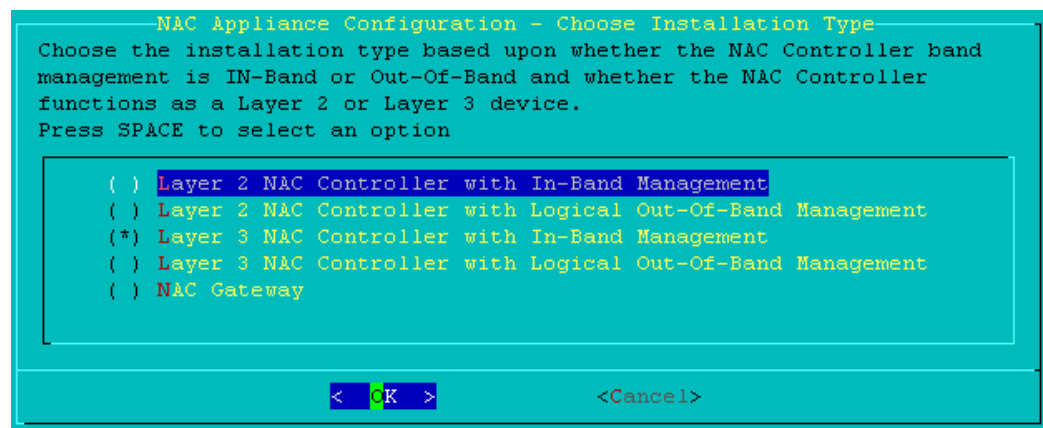 NAC Appliance Configuration - Choose Installation Type
Choose the installation type based upon whether the NAC Controller band
management is IN-Band or Out-Of-Band and whether the NAC Controller
functions as a Layer 2 or Layer 3 device.
Press SPACE to select an option
( ) Layer 2 NAC Controller with In-Band Management
( ) Layer 2 NAC Controller with Logical Out-Of-Band Management
(*) Layer 3 NAC Controller with In-Band Management
( ) Layer 3 NAC Controller with Logical Out-Of-Band Management
( ) NAC Gateway
< OK > <Cancel>